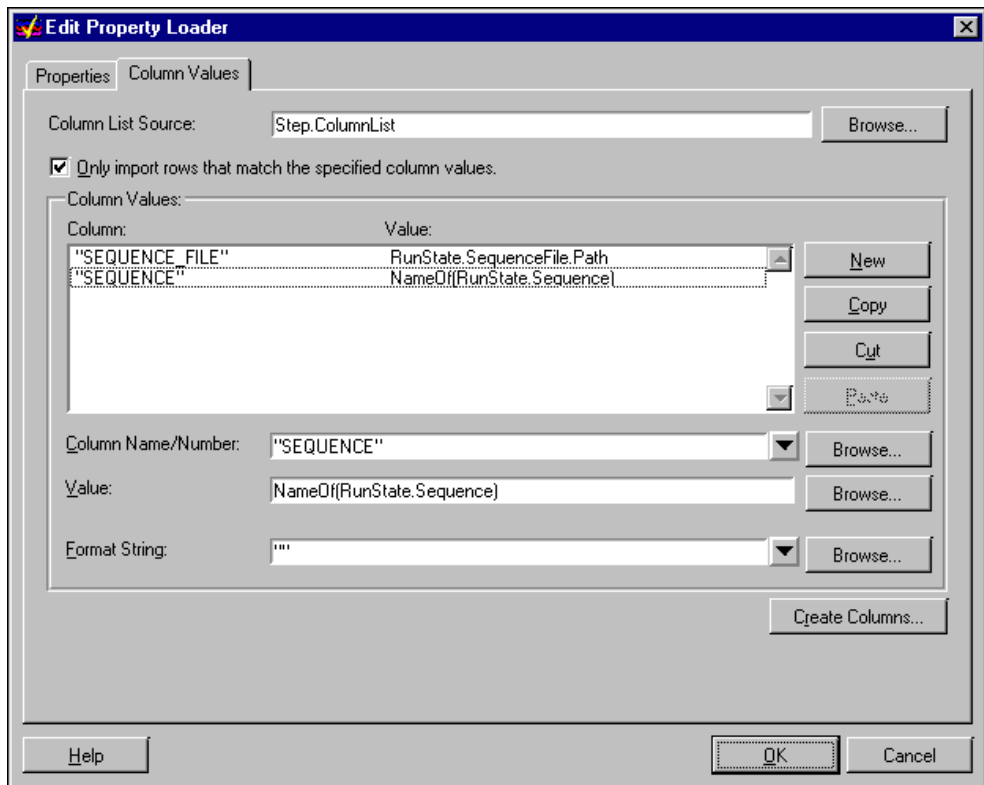 Edit Property Loader
Properties Column Values
Column List Source: Step.ColumnList Browse...
Only import rows that match the specified column values.
Column Values:
Column: Value:
"SEQUENCE_FILE" RunState.SequenceFile.Path
"SEQUENCE" NameOf(RunState.Sequence)
New
Copy
Cut
Paste
Column Name/Number: "SEQUENCE" Browse...
Value: NameOf(RunState.Sequence) Browse...
Format String: "" Browse...
Create Columns...
Help OK Cancel